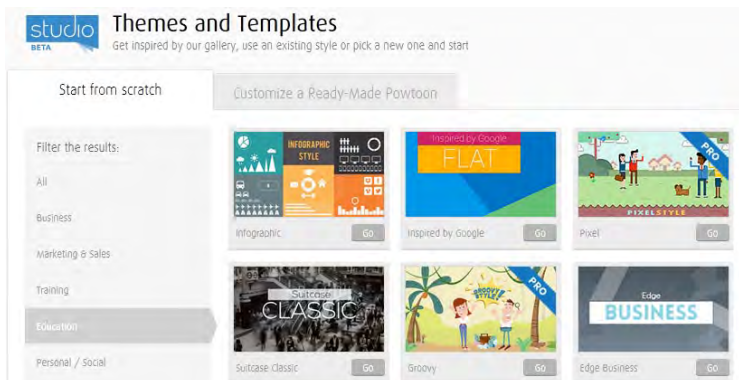 studio
BETA
Themes and Templates
Get inspired by our gallery, use an existing style or pick a new one and start
Start from scratch
Customize a Ready-Made Powtoon
Filter the results:
All
Business
Marketing & Sales
Training
Education
Personal / Social
INFOGRAPHIC
STYLE
Infographic
Go
Inspired by Google
FLAT
Inspired by Google
Go
PRO
PIXELSTYLE
Pixel
Go
Suitcase
CLASSIC
Suitcase Classic
Go
PRO
GROOVY
STYLE!
Groovy
Go
Edge
BUSINESS
Edge Business
Go